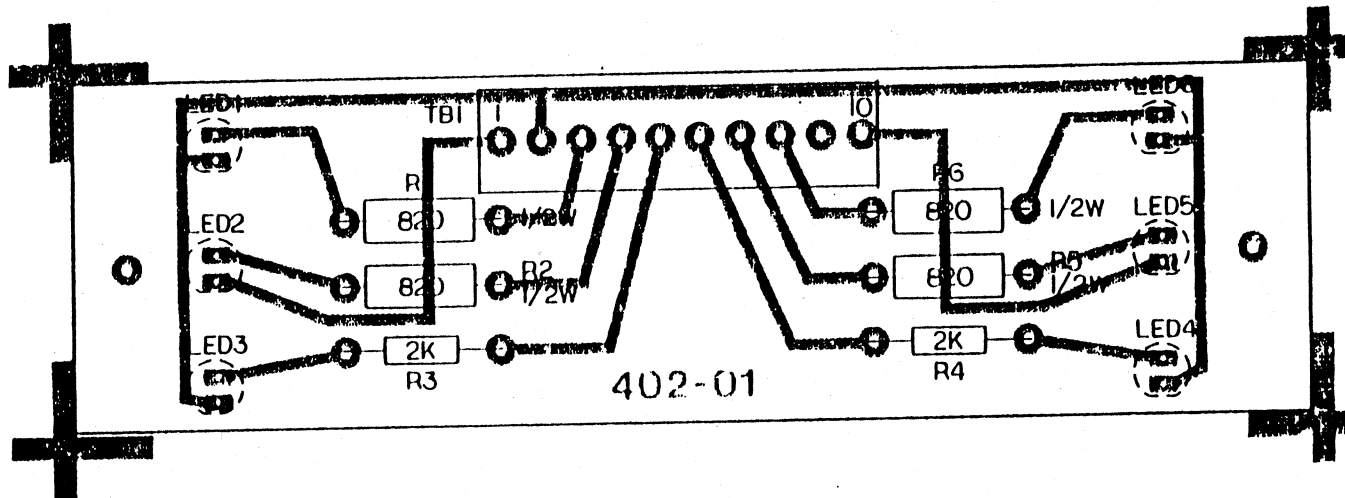 LED1
TB1 1 10
LED6
R
820
1/2W
R6
820
1/2W
LED2
LED5
820
R2
1/2W
820
R5
1/2W
LED3
LED4
2K
R3
2K
R4
402-01